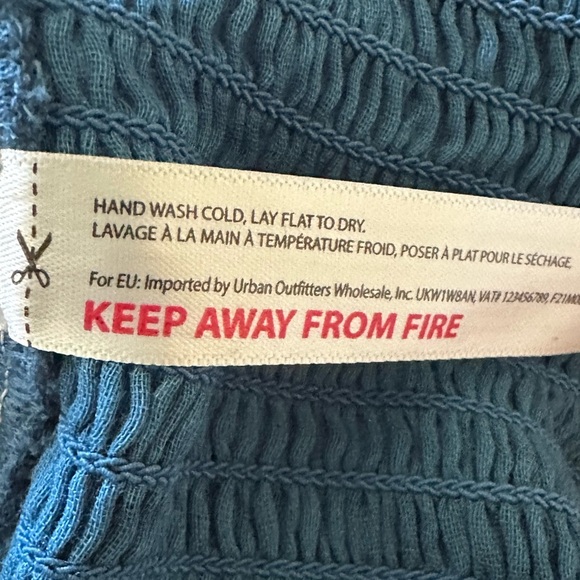 HAND WASH COLD, LAY FLAT TO DRY.
LAVAGE À LA MAIN À TEMPÉRATURE FROID, POSER À PLAT POUR LE SÉCHAGE.
For EU: Imported by Urban Outfitters Wholesale, Inc. UKW1W8AN, VAT# 123456789,
KEEP AWAY FROM FIRE